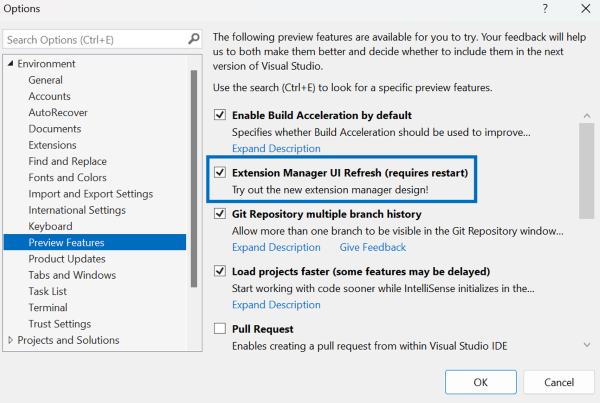 Options
?
Search Options (Ctrl+E)
Environment
General
Accounts
AutoRecover
Documents
Extensions
Find and Replace
Fonts and Colors
Import and Export Settings
International Settings
Keyboard
Preview Features
Product Updates
Tabs and Windows
Task List
Terminal
Trust Settings
Projects and Solutions
The following preview features are available for you to try. Your feedback will help
us to both make them better and decide whether to include them in the next
version of Visual Studio.
Use the search (Ctrl+E) to look for a specific preview features.
Enable Build Acceleration by default
Specifies whether Build Acceleration should be used to improve...
Expand Description
Extension Manager UI Refresh (requires restart)
Try out the new extension manager design!
Git Repository multiple branch history
Allow more than one branch to be visible in the Git Repository window...
Expand Description Give Feedback
Load projects faster (some features may be delayed)
Start working with code sooner while IntelliSense initializes in the...
Expand Description
Pull Request
Enables creating a pull request from within Visual Studio IDE
OK Cancel